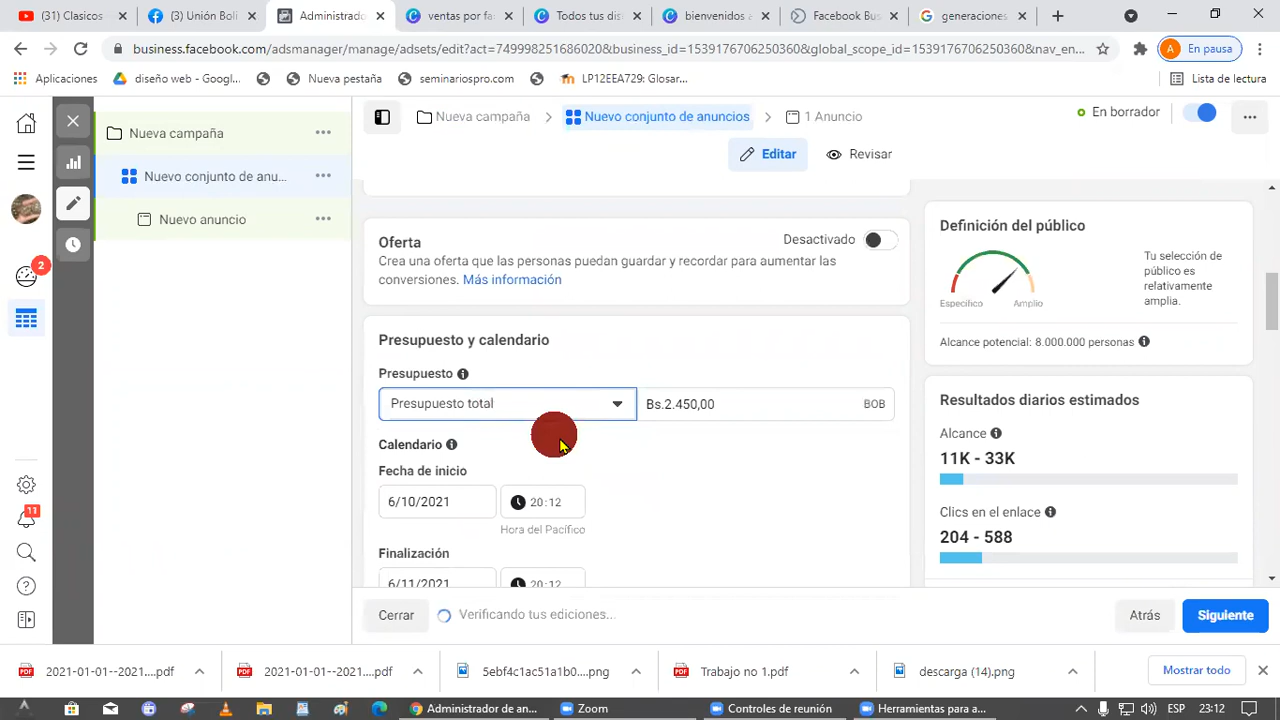 (31) Clasicos
(3) Unión Boli
Administrado
ventas por fa
Todos tus dis
bienvenidos a
Facebook Bus
generaciones
business.facebook.com/adsmanager/manage/adsets/edit?act=749998251686020&business_id=1539176706250360&global_scope_id=1539176706250360&nav_en...
A
En pausa
Aplicaciones
diseño web - Googl...
Nueva pestaña
seminariospro.com
LP12EEA729: Glosar...
Lista de lectura
Nueva campaña
Nuevo conjunto de anu...
Nuevo anuncio
2
11
Nueva campaña
Nuevo conjunto de anuncios
1 Anuncio
En borrador
Editar
Revisar
Oferta
Desactivado
Crea una oferta que las personas puedan guardar y recordar para aumentar las
conversiones. Más información
Presupuesto y calendario
Presupuesto
Presupuesto total
Bs.2.450,00
BOB
Calendario
Fecha de inicio
6/10/2021
20:12
Hora del Pacífico
Finalización
6/11/2021
20:12
Definición del público
Específico
Amplio
Tu selección de
público es
relativamente
amplia.
Alcance potencial: 8.000.000 personas
Resultados diarios estimados
Alcance
11K - 33K
Clics en el enlace
204 - 588
Cerrar
Verificando tus ediciones...
Atrás
Siguiente
2021-01-01--2021....pdf
2021-01-01--2021....pdf
5ebf4c1ac51a1b0....png
Trabajo no 1.pdf
descarga (14).png
Mostrar todo
Administrador de an...
Zoom
Controles de reunión
Herramientas para a...
ESP
23:12